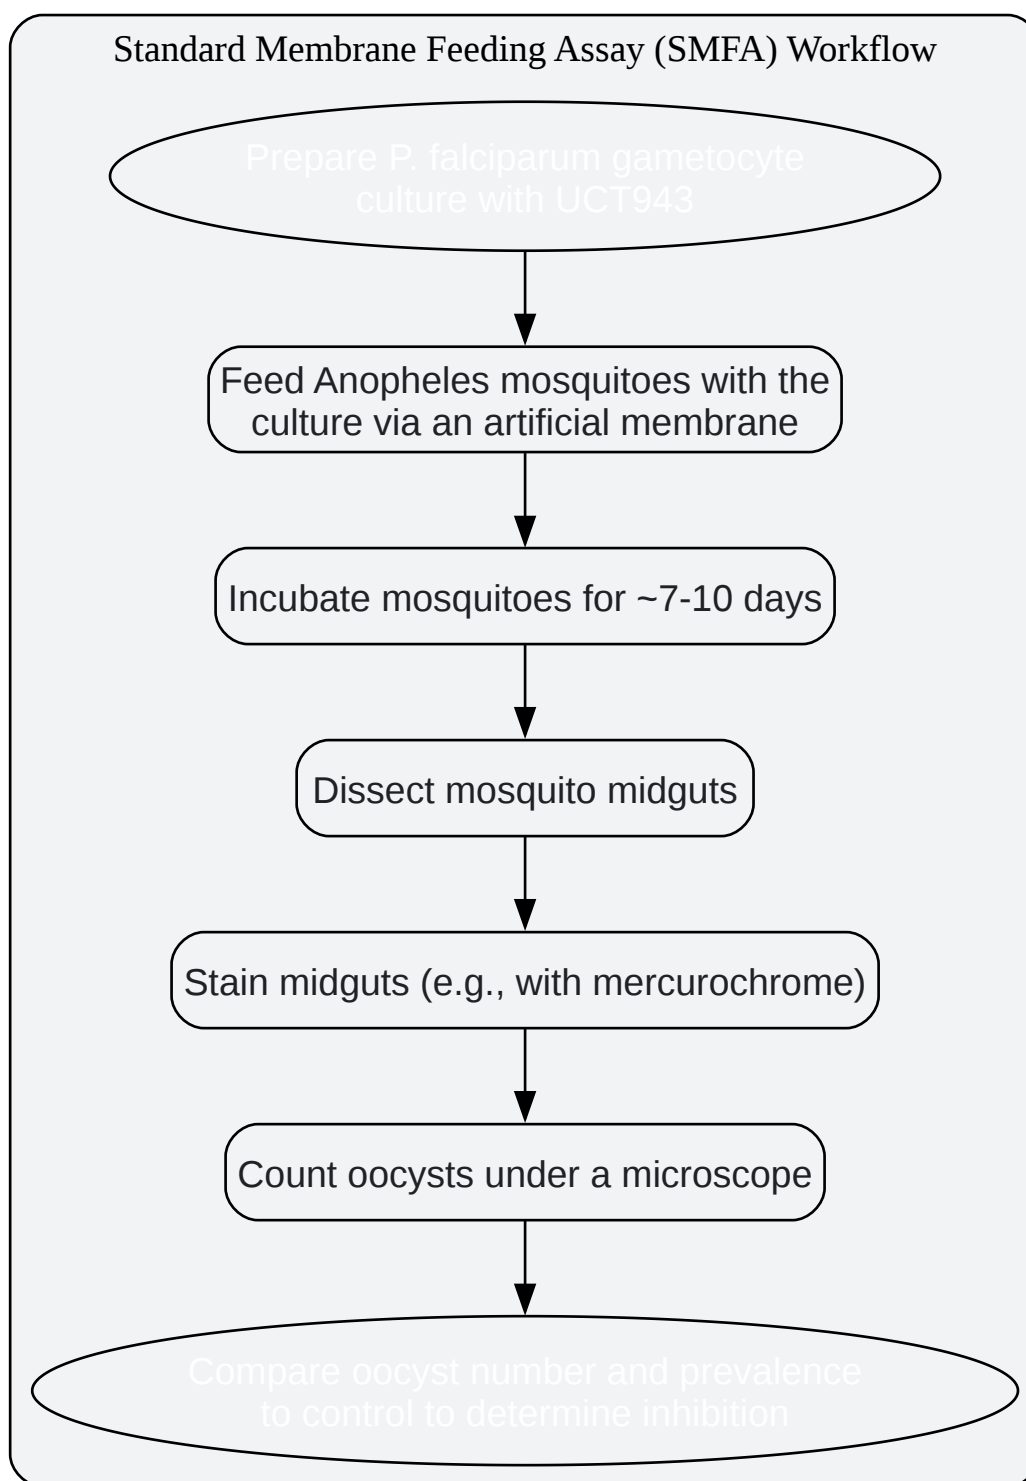 Standard Membrane Feeding Assay (SMFA) Workflow
Prepare P. falciparum gametocyte
culture with UCT943
Feed Anopheles mosquitoes with the
culture via an artificial membrane
Incubate mosquitoes for ~7-10 days
Dissect mosquito midguts
Stain midguts (e.g., with mercurochrome)
Count oocysts under a microscope
Compare oocyst number and prevalence
to control to determine inhibition